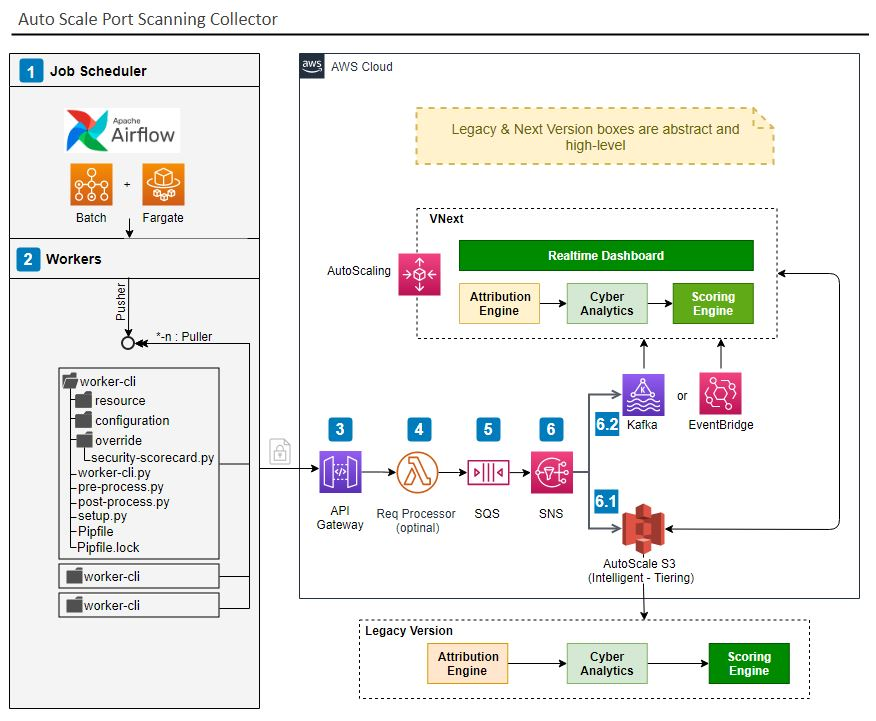 Auto Scale Port Scanning Collector
1 Job Scheduler
Apache
Airflow
+
Batch
Fargate
2 Workers
Pusher
*-n : Puller
worker-cli
resource
configuration
override
security-scorecard.py
worker-cli.py
pre-process.py
post-process.py
setup.py
Pipfile
Pipfile.lock
worker-cli
worker-cli
aws
AWS Cloud
Legacy & Next Version boxes are abstract and
high-level
VNext
AutoScaling
Realtime Dashboard
Attribution
Engine
Cyber
Analytics
Scoring
Engine
K
Kafka
or
EventBridge
6.2
3
4
5
6
API
Gateway
Req Processor
(optinal)
SQS
SNS
6.1
AutoScale S3
(Intelligent - Tiering)
Legacy Version
Attribution
Engine
Cyber
Analytics
Scoring
Engine